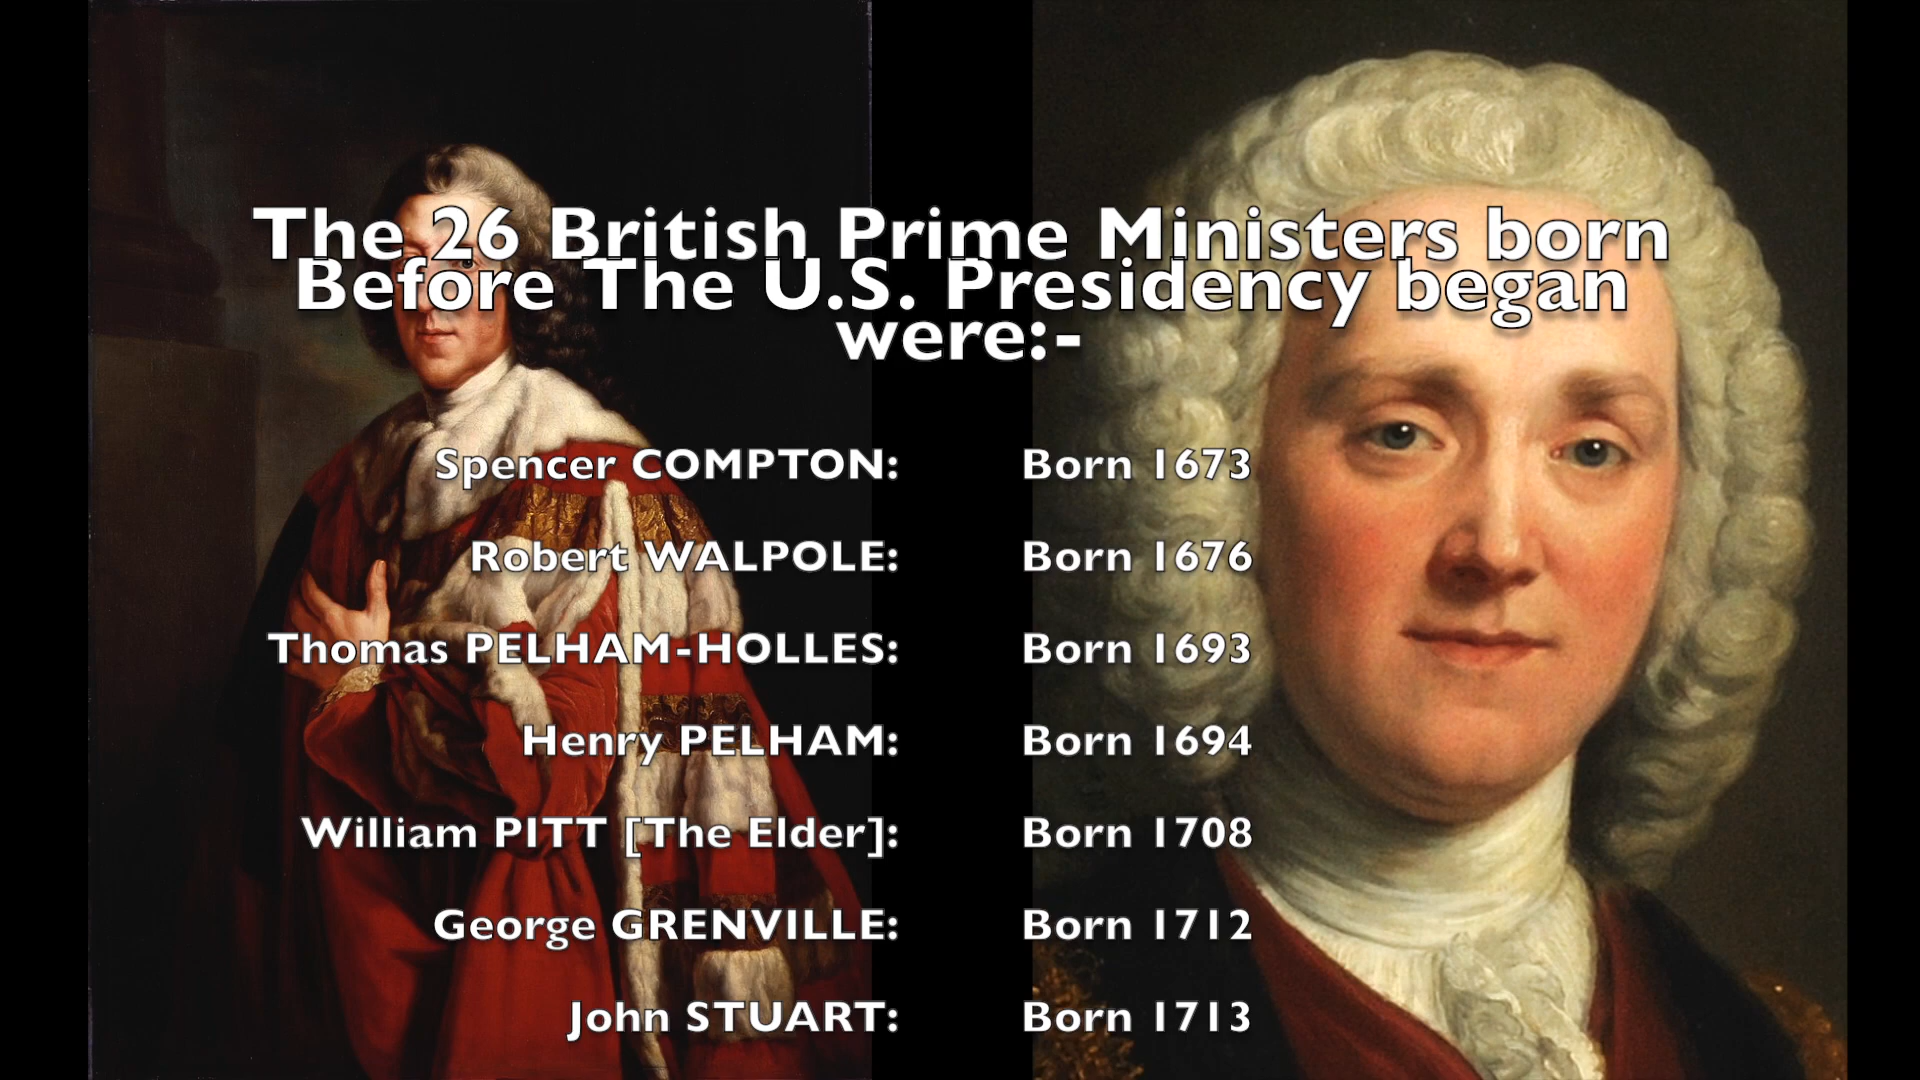 The 26 British Prime Ministers born
Before The U.S. Presidency began
were:-
Spencer COMPTON: Born 1673
Robert WALPOLE: Born 1676
Thomas PELHAM-HOLLES: Born 1693
Henry PELHAM: Born 1694
William PITT [The Elder]: Born 1708
George GRENVILLE: Born 1712
John STUART: Born 1713